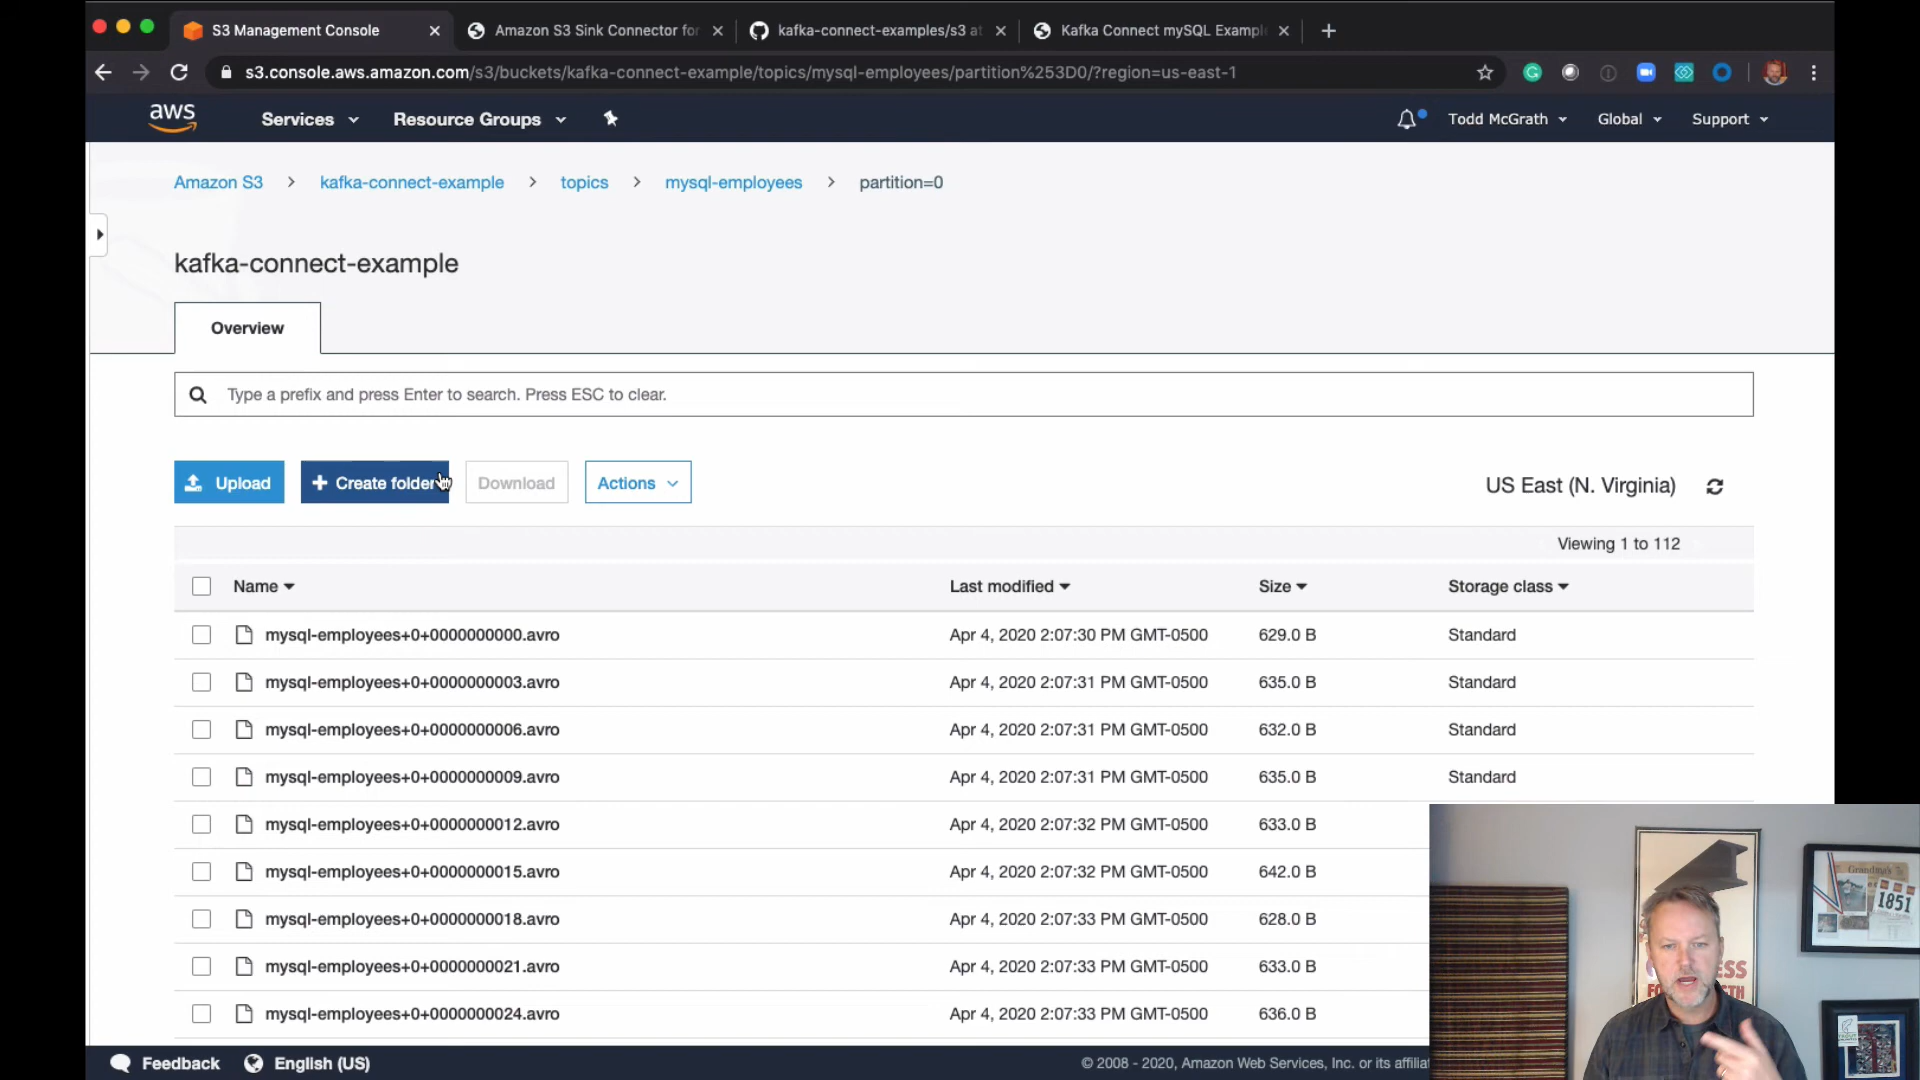 S3 Management Console
Amazon S3 Sink Connector for
kafka-connect-examples/s3 at
Kafka Connect mySQL Example
s3.console.aws.amazon.com/s3/buckets/kafka-connect-example/topics/mysql-employees/partition%253D0/?region=us-east-1
aws
Services
Resource Groups
Todd McGrath
Global
Support
Amazon S3 > kafka-connect-example > topics > mysql-employees > partition=0
kafka-connect-example
Overview
Type a prefix and press Enter to search. Press ESC to clear.
Upload
+ Create folder
Download
Actions
US East (N. Virginia)
Viewing 1 to 112
Name Last modified Size Storage class
mysql-employees+0+0000000000.avro Apr 4, 2020 2:07:30 PM GMT-0500 629.0 B Standard
mysql-employees+0+0000000003.avro Apr 4, 2020 2:07:31 PM GMT-0500 635.0 B Standard
mysql-employees+0+0000000006.avro Apr 4, 2020 2:07:31 PM GMT-0500 632.0 B Standard
mysql-employees+0+0000000009.avro Apr 4, 2020 2:07:31 PM GMT-0500 635.0 B Standard
mysql-employees+0+0000000012.avro Apr 4, 2020 2:07:32 PM GMT-0500 633.0 B
mysql-employees+0+0000000015.avro Apr 4, 2020 2:07:32 PM GMT-0500 642.0 B
mysql-employees+0+0000000018.avro Apr 4, 2020 2:07:33 PM GMT-0500 628.0 B
mysql-employees+0+0000000021.avro Apr 4, 2020 2:07:33 PM GMT-0500 633.0 B
mysql-employees+0+0000000024.avro Apr 4, 2020 2:07:33 PM GMT-0500 636.0 B
Grandma's
1851
Feedback
English (US)
© 2008 - 2020, Amazon Web Services, Inc. or its affilia